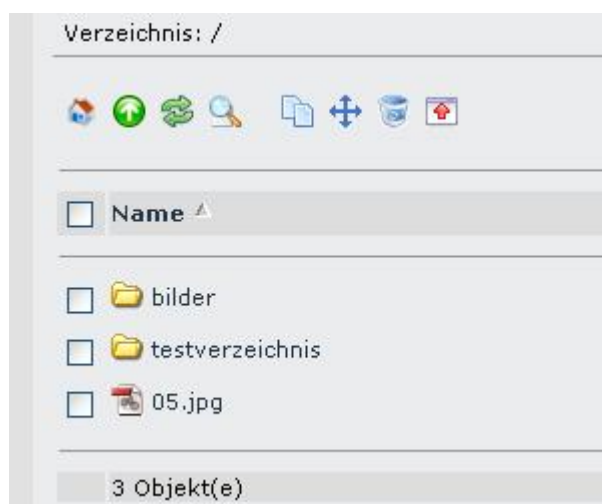 Verzeichnis: /
Name
bilder
testverzeichnis
05.jpg
3 Objekt(e)